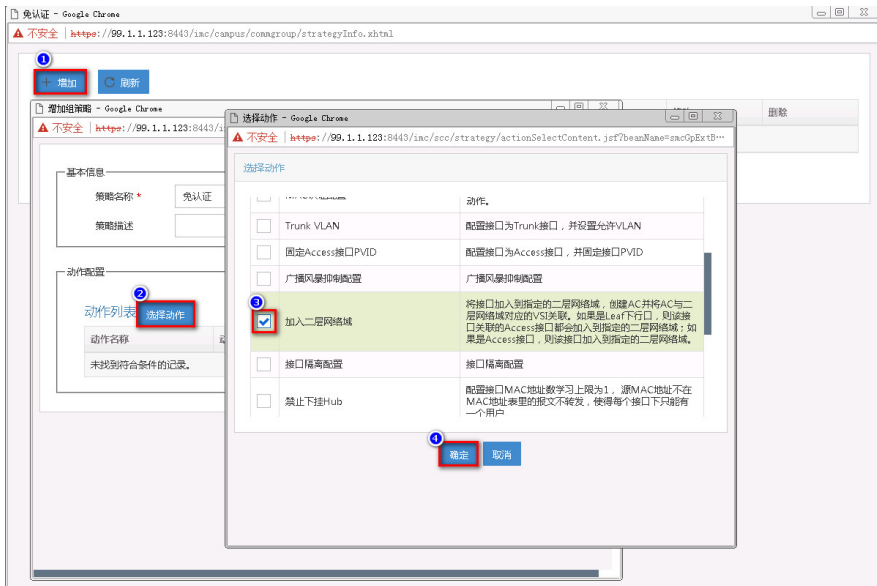 免认证 - Google Chrome
不安全 | https://99.1.1.123:8443/imc/campus/commgroup/strategyInfo.xhtml
1
+ 增加
刷新
删除
增加组策略 - Google Chrome
不安全 | https://99.1.1.123:8443/i
基本信息
策略名称 *
免认证
策略描述
动作配置
2
动作列表
选择动作
动作名称
未找到符合条件的记录。
选择动作 - Google Chrome
不安全 | https://99.1.1.123:8443/imc/scc/strategy/actionSelectContent.jsf?beanName=smcGpExtB…
选择动作
动作。
Trunk VLAN
配置接口为Trunk接口，并设置允许VLAN
固定Access接口PVID
配置接口为Access接口，并固定接口PVID
广播风暴抑制配置
广播风暴抑制配置
3
加入二层网络域
将接口加入到指定的二层网络域，创建AC并将AC与二
层网络域对应的VSI关联。如果是Leaf下行口，则该接
口关联的Access接口都会加入到指定的二层网络域；如
果是Access接口，则该接口加入到指定的二层网络域。
接口隔离配置
接口隔离配置
禁止下挂Hub
配置接口MAC地址数学习上限为1，源MAC地址不在
MAC地址表里的报文不转发，使得每个接口下只能有
一个用户
4
确定
取消